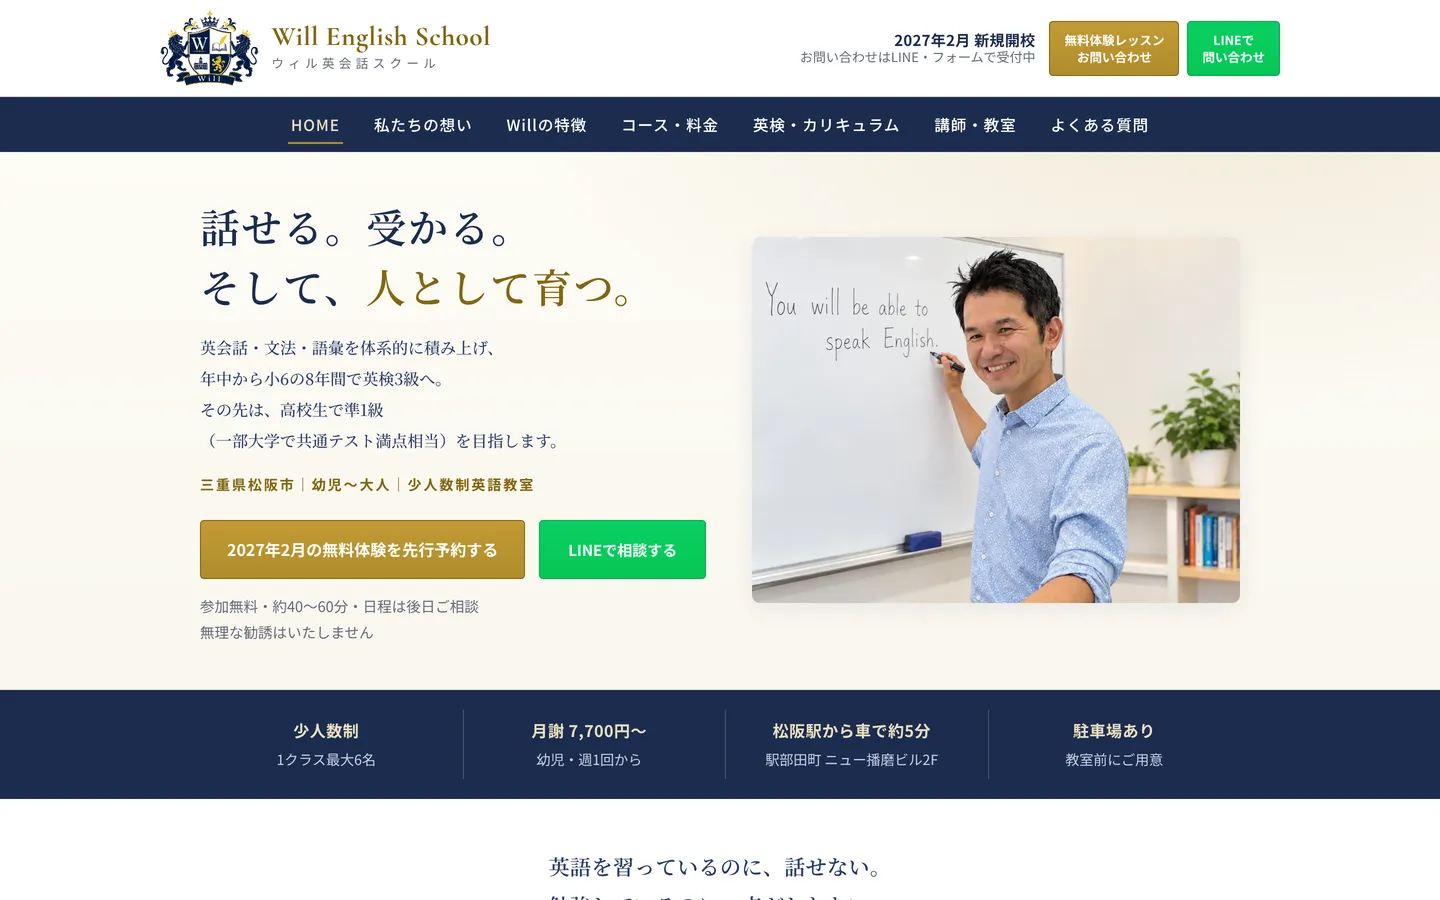 W
Will
Will English School
ウィル英会話スクール
2027年2月 新規開校
お問い合わせはLINE・フォームで受付中
無料体験レッスン
お問い合わせ
LINEで
問い合わせ
HOME
私たちの想い
Willの特徴
コース・料金
英検・カリキュラム
講師・教室
よくある質問
話せる。受かる。
そして、人として育つ。
英会話・文法・語彙を体系的に積み上げ、
年中から小6の8年間で英検3級へ。
その先は、高校生で準1級
（一部大学で共通テスト満点相当）を目指します。
三重県松阪市｜幼児〜大人｜少人数制英語教室
2027年2月の無料体験を先行予約する
LINEで相談する
参加無料・約40〜60分・日程は後日ご相談
無理な勧誘はいたしません
You will be able to
speak English.
少人数制
1クラス最大6名
月謝 7,700円〜
幼児・週1回から
松阪駅から車で約5分
駅部田町 ニュー播磨ビル2F
駐車場あり
教室前にご用意
英語を習っているのに、話せない。